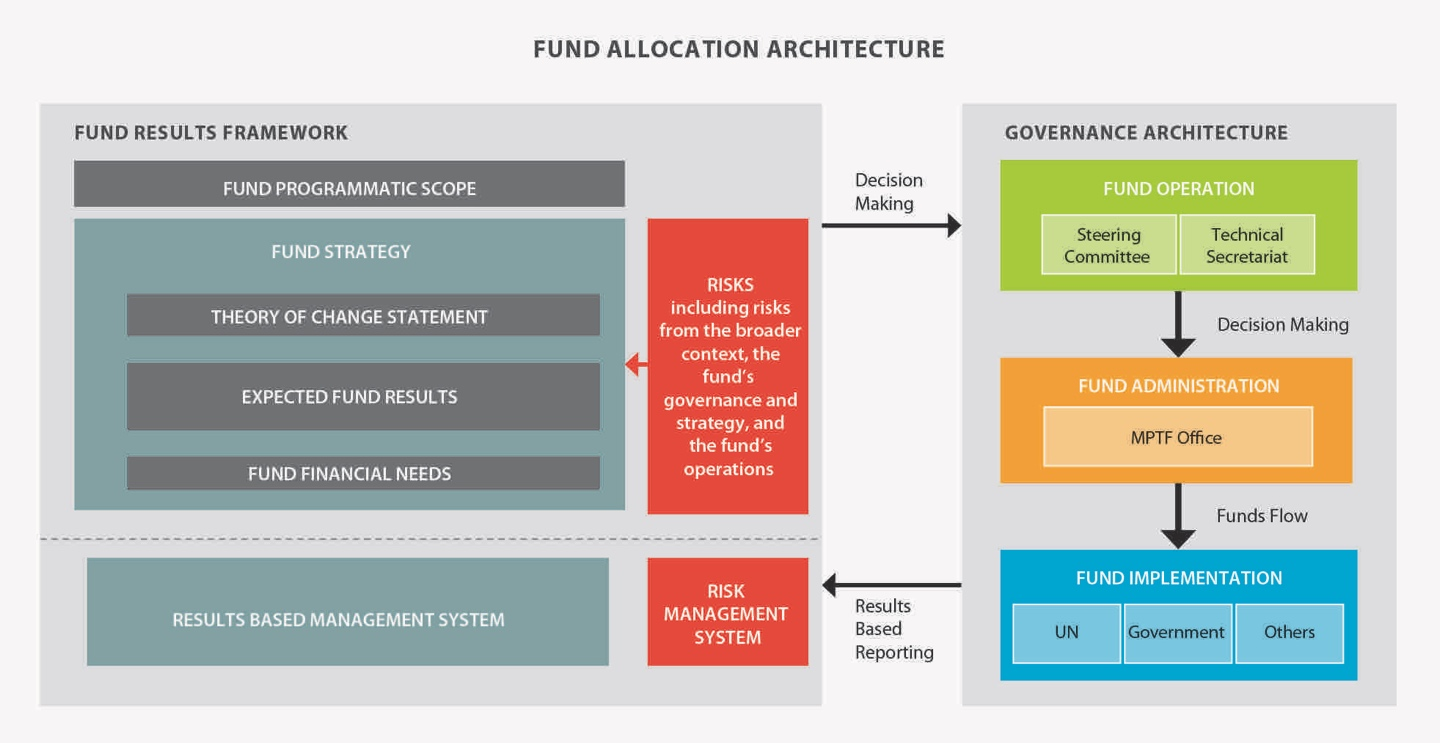 FUND ALLOCATION ARCHITECTURE
FUND RESULTS FRAMEWORK
FUND PROGRAMMATIC SCOPE
FUND STRATEGY
THEORY OF CHANGE STATEMENT
EXPECTED FUND RESULTS
FUND FINANCIAL NEEDS
RISKS
including risks
from the broader
context, the
fund's
governance and
strategy, and
the fund's
operations
RESULTS BASED MANAGEMENT SYSTEM
RISK
MANAGEMENT
SYSTEM
Decision
Making
Results
Based
Reporting
GOVERNANCE ARCHITECTURE
FUND OPERATION
Steering
Committee
Technical
Secretariat
Decision Making
FUND ADMINISTRATION
MPTF Office
Funds Flow
FUND IMPLEMENTATION
UN
Government
Others